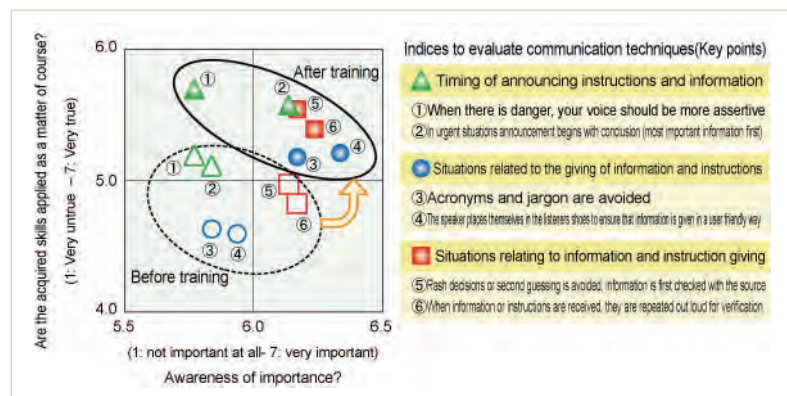 Are the acquired skills applied as a matter of course?
(1: Very untrue – 7: Very true)
6.0
5.0
4.0
5.5
6.0
6.5
After training
①
②
⑤
⑥
③
④
①
②
⑤
⑥
③
④
Before training
(1: not important at all- 7: very important)
Awareness of importance?
Indices to evaluate communication techniques(Key points)
Timing of announcing instructions and information
①When there is danger, your voice should be more assertive
②In urgent situations announcement begins with conclusion (most important information first)
Situations related to the giving of information and instructions
③Acronyms and jargon are avoided
④The speaker places themselves in the listeners shoes to ensure that information is given in a user friendly way
Situations relating to information and instruction giving
⑤Rash decisions or second guessing is avoided, information is first checked with the source
⑥When information or instructions are received, they are repeated out loud for verification